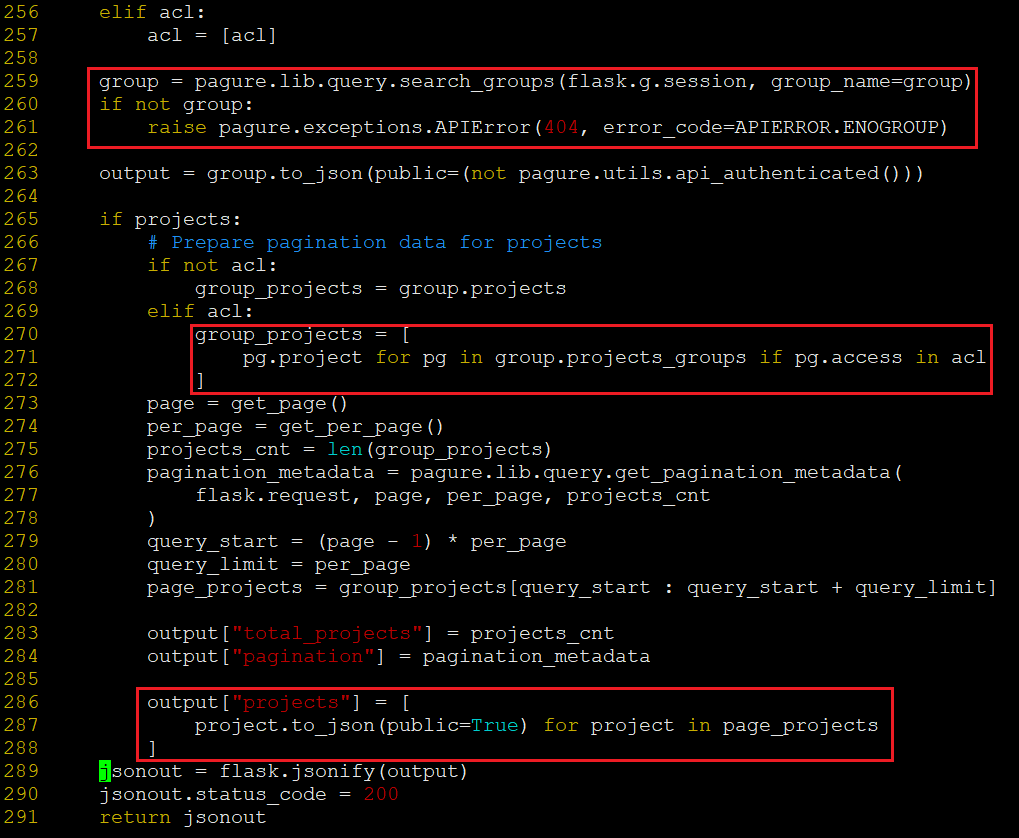 256     elif acl:
257         acl = [acl]
258
259     group = pagure.lib.query.search_groups(flask.g.session, group_name=group)
260     if not group:
261         raise pagure.exceptions.APIError(404, error_code=APIERROR.ENOGROUP)
262
263     output = group.to_json(public=(not pagure.utils.api_authenticated()))
264
265     if projects:
266         # Prepare pagination data for projects
267         if not acl:
268             group_projects = group.projects
269         elif acl:
270             group_projects = [
271                 pg.project for pg in group.projects_groups if pg.access in acl
272             ]
273         page = get_page()
274         per_page = get_per_page()
275         projects_cnt = len(group_projects)
276         pagination_metadata = pagure.lib.query.get_pagination_metadata(
277             flask.request, page, per_page, projects_cnt
278         )
279         query_start = (page - 1) * per_page
280         query_limit = per_page
281         page_projects = group_projects[query_start : query_start + query_limit]
282
283         output["total_projects"] = projects_cnt
284         output["pagination"] = pagination_metadata
285
286         output["projects"] = [
287             project.to_json(public=True) for project in page_projects
288         ]
289     jsonout = flask.jsonify(output)
290     jsonout.status_code = 200
291     return jsonout